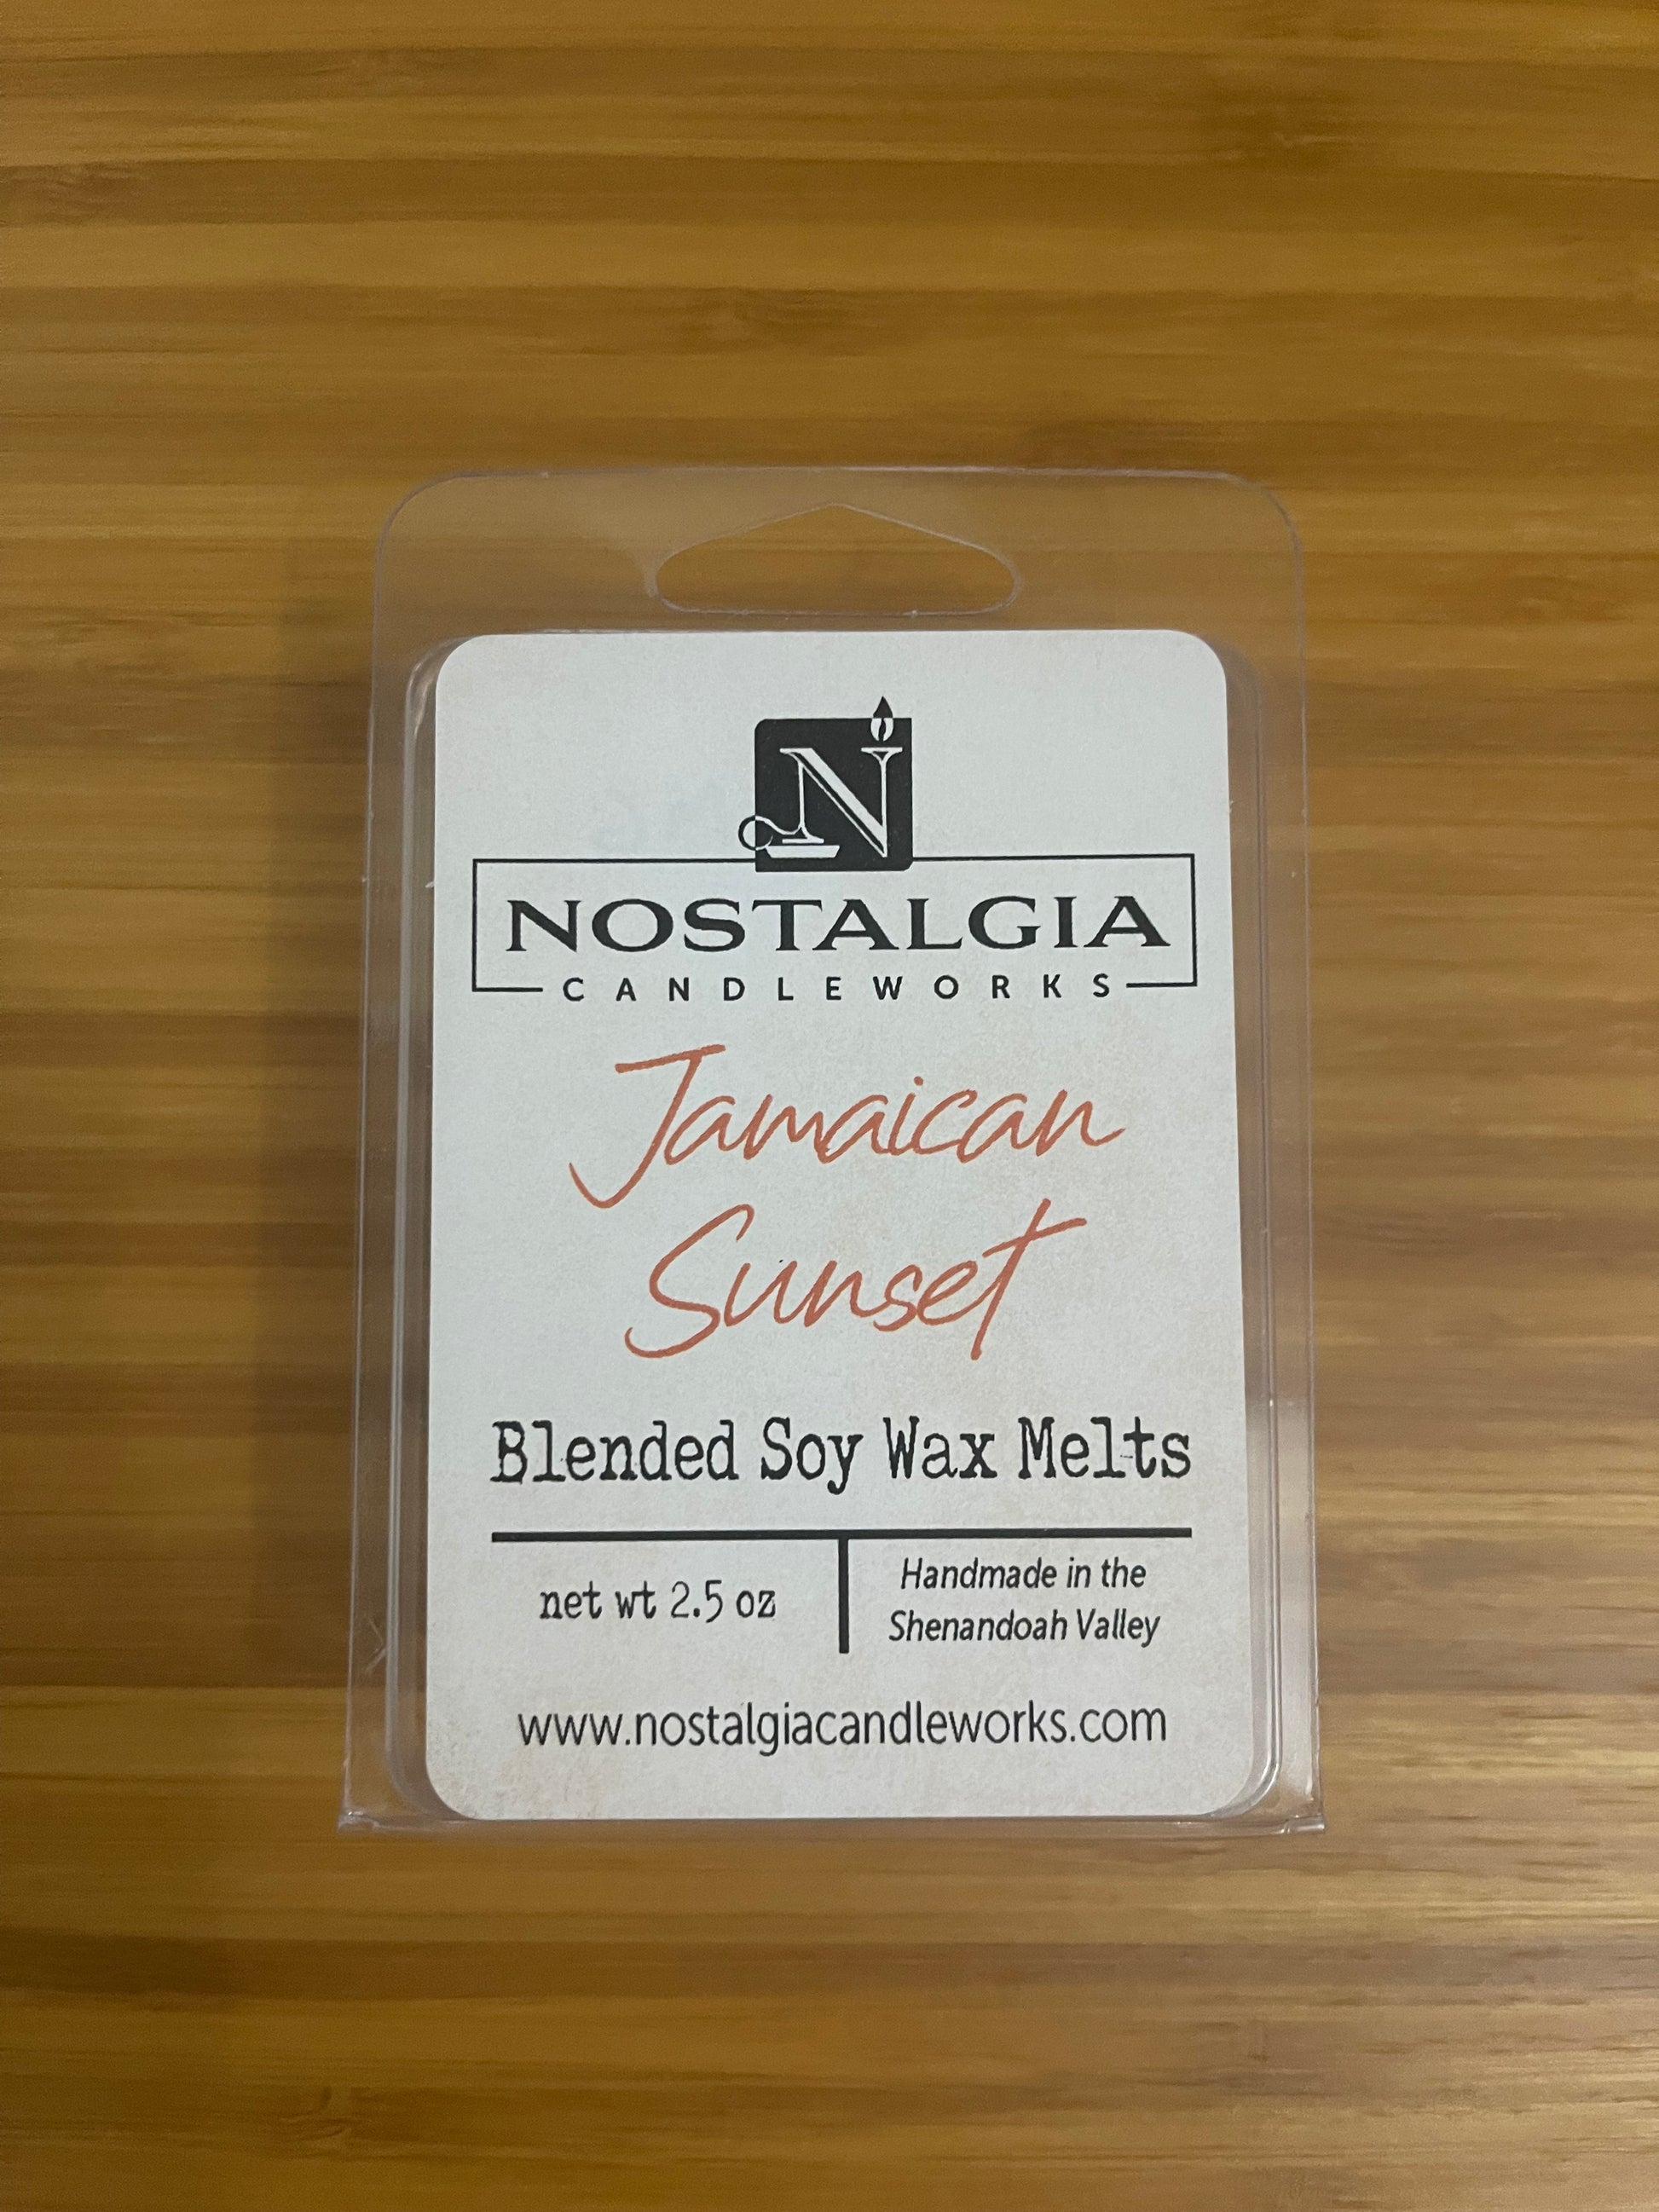 N
NOSTALGIA
CANDLEWORKS
Jamaican
Sunset
Blended Soy Wax Melts
net wt 2.5 oz
Handmade in the
Shenandoah Valley
www.nostalgiacandleworks.com